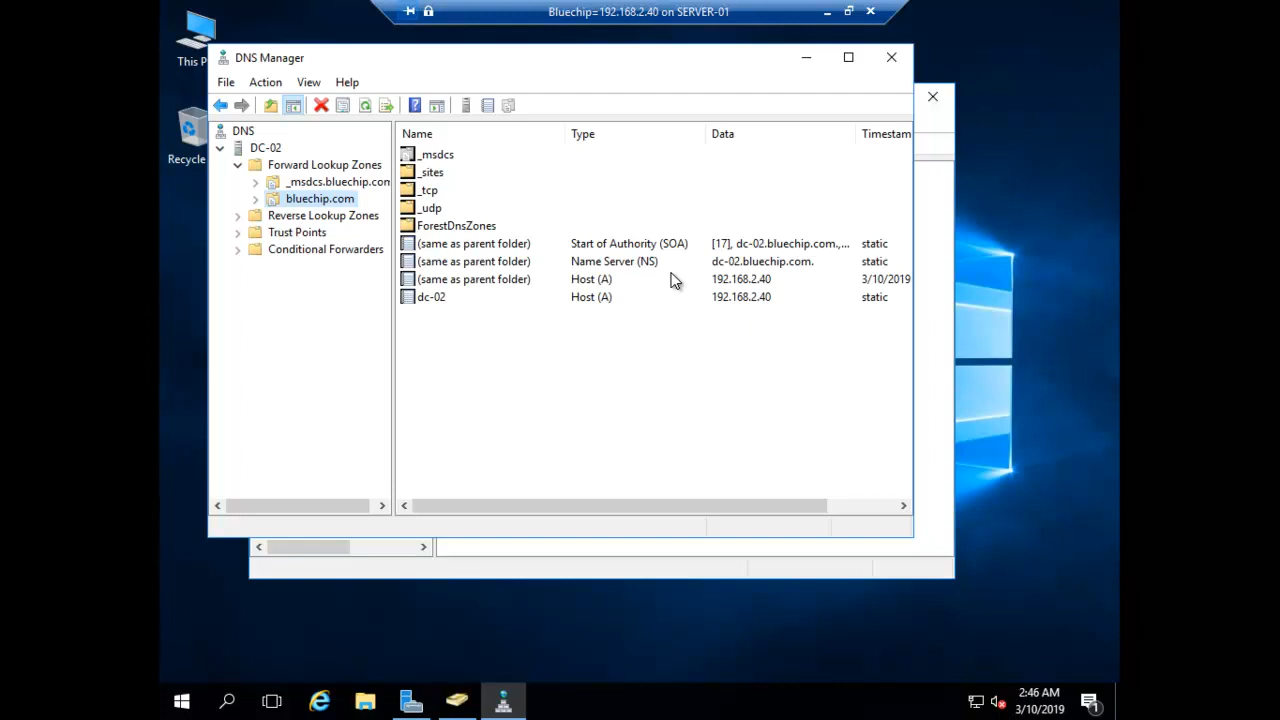 Bluechip=192.168.2.40 on SERVER-01
This P
Recycle
DNS Manager
File Action View Help
DNS
DC-02
Forward Lookup Zones
_msdcs.bluechip.com
bluechip.com
Reverse Lookup Zones
Trust Points
Conditional Forwarders
Name Type Data Timestam
_msdcs
_sites
_tcp
_udp
ForestDnsZones
(same as parent folder) Start of Authority (SOA) [17], dc-02.bluechip.com.,... static
(same as parent folder) Name Server (NS) dc-02.bluechip.com. static
(same as parent folder) Host (A) 192.168.2.40 3/10/2019
dc-02 Host (A) 192.168.2.40 static
2:46 AM
3/10/2019
1